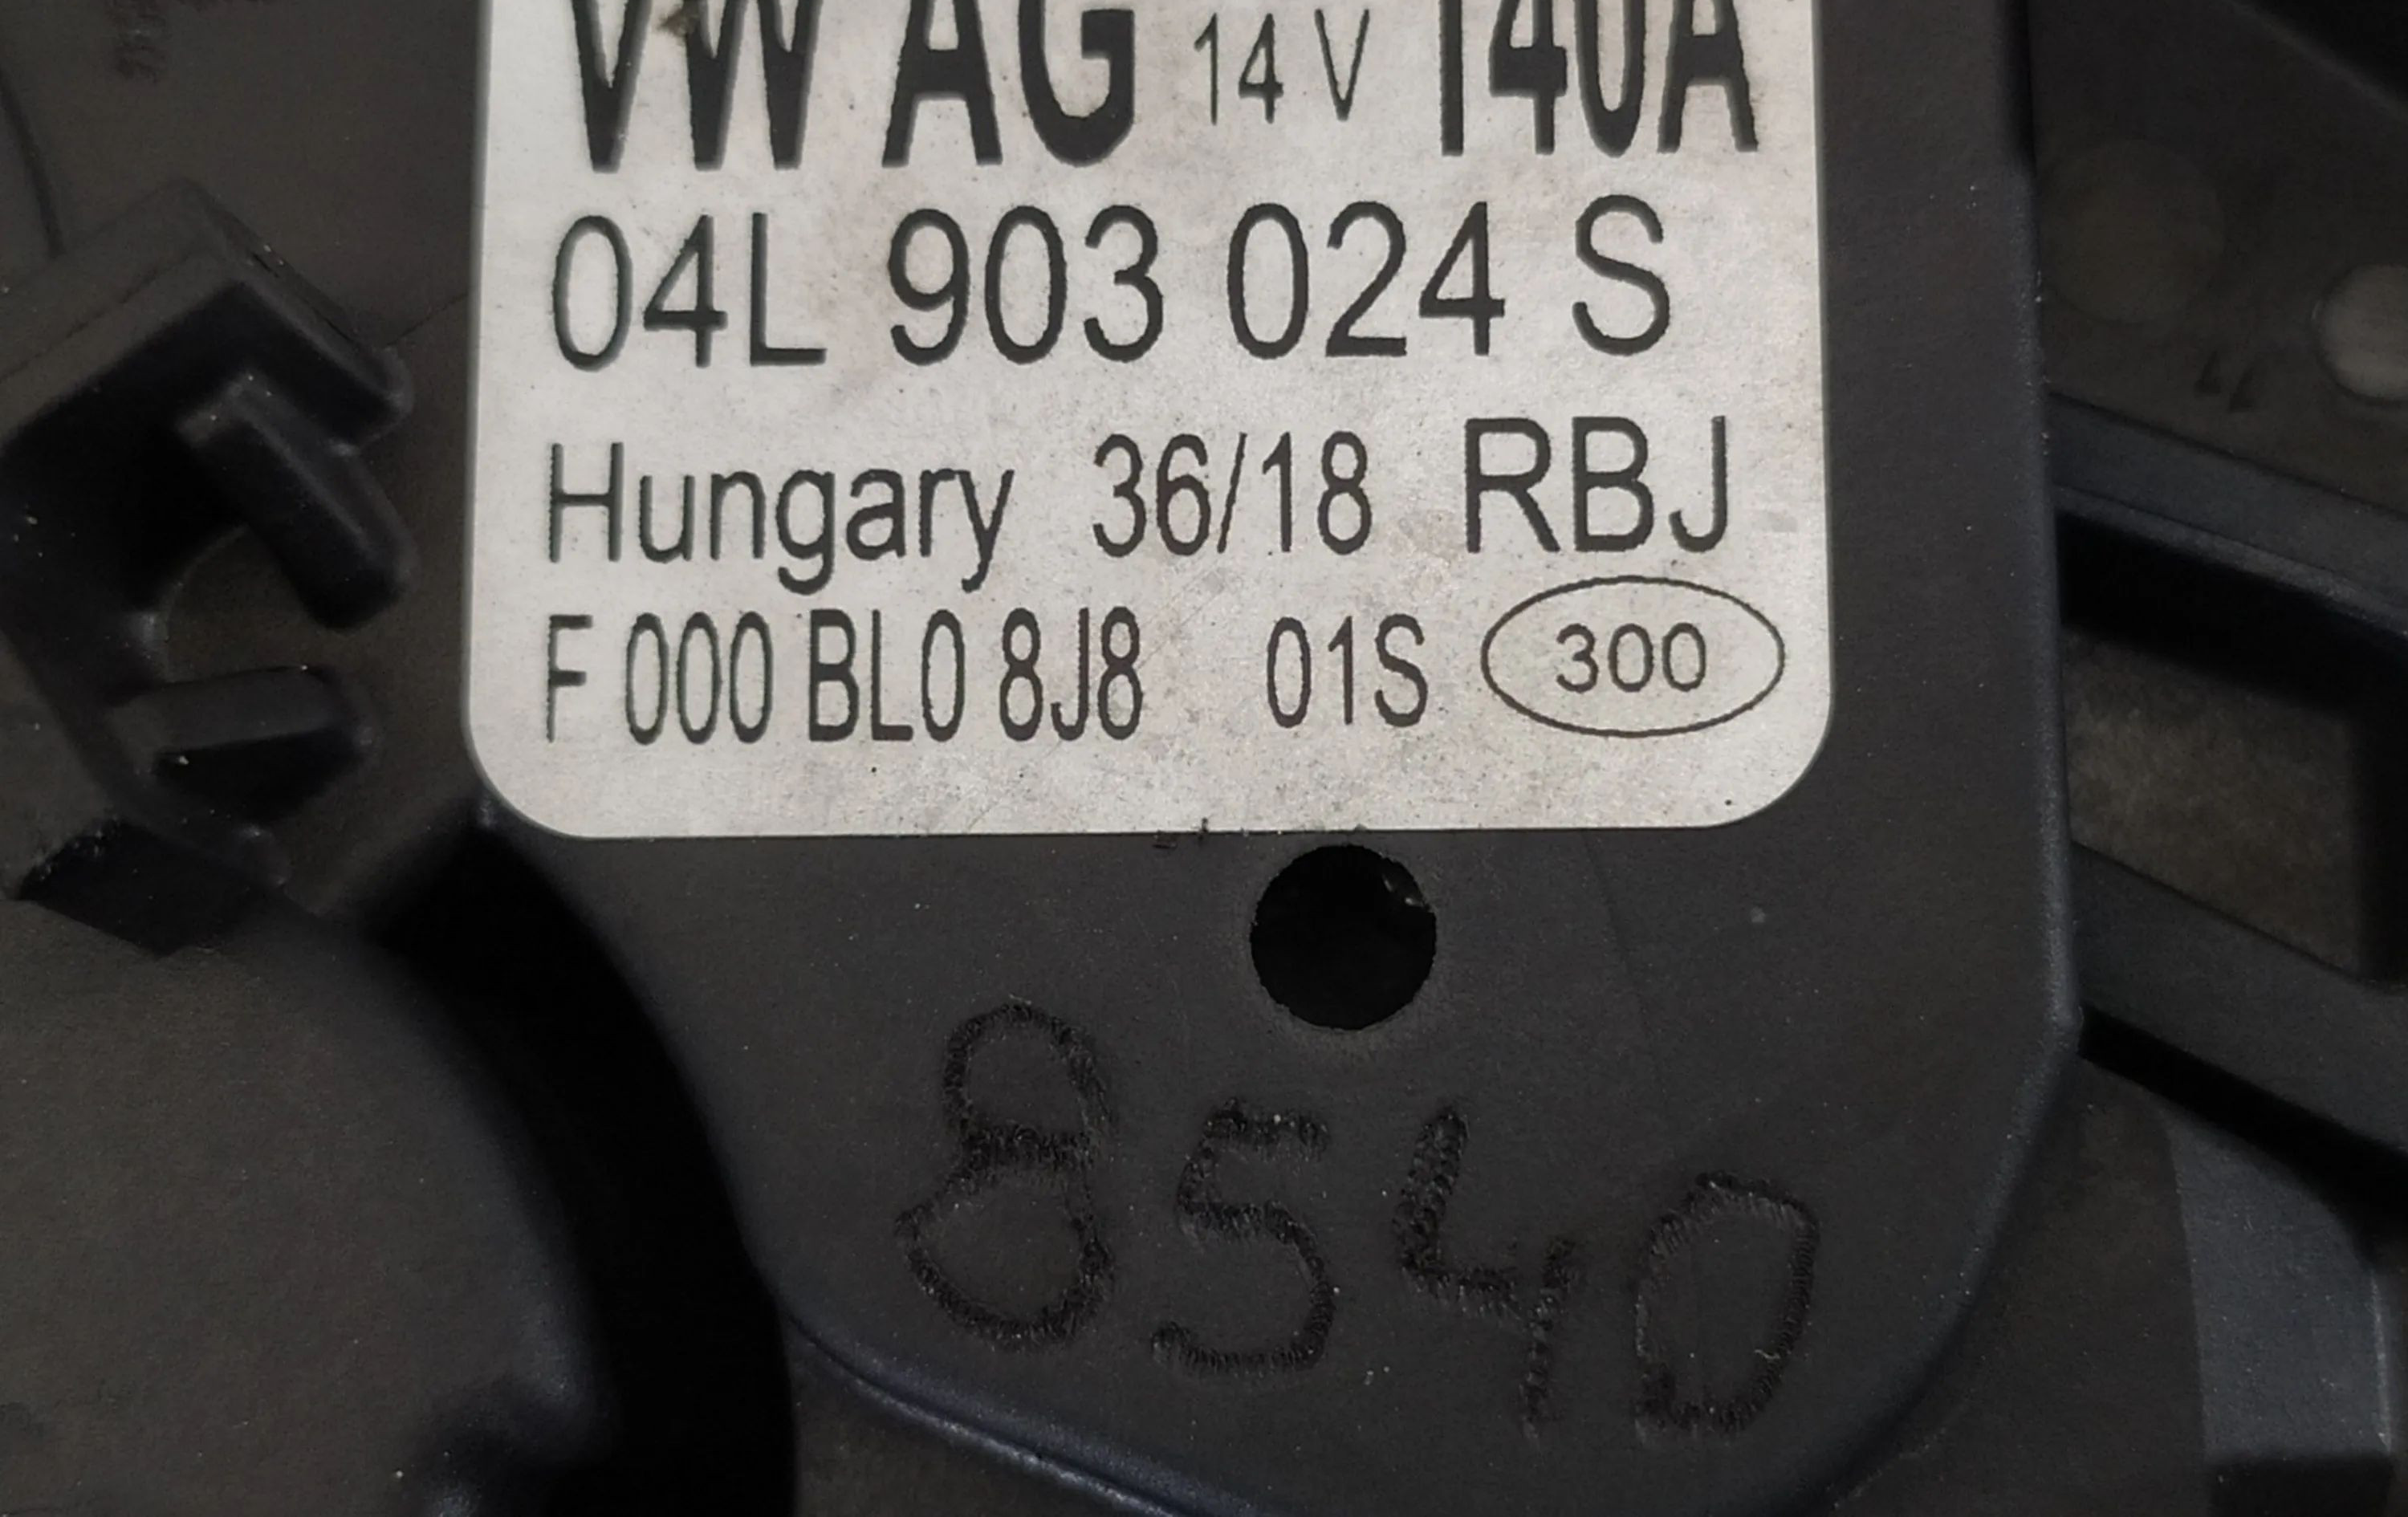 VW AG 14 V 140A
04L 903 024 S
Hungary 36/18 RBJ
F 000 BL0 8J8 01S 300
8540